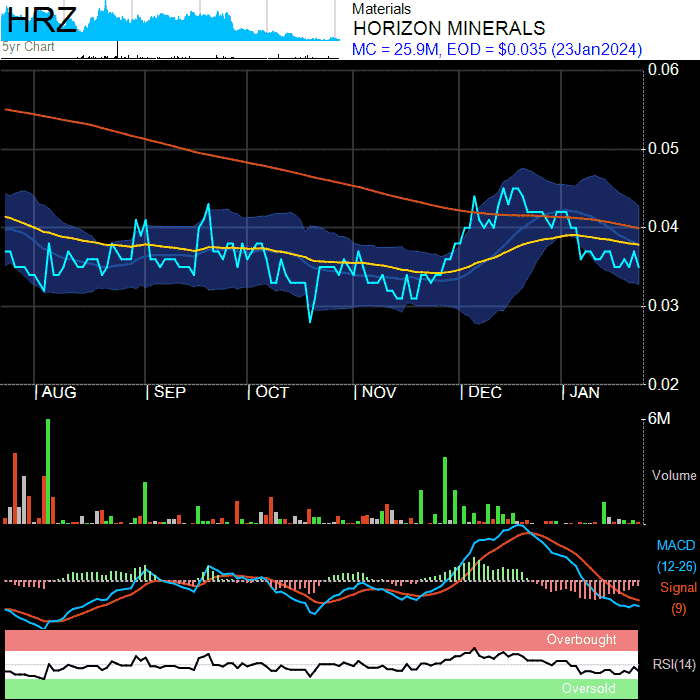 HRZ
5yr Chart
Materials
HORIZON MINERALS
MC = 25.9M, EOD = $0.035 (23Jan2024)
0.06
0.05
0.04
0.03
0.02
AUG SEP OCT NOV DEC JAN
6M
Volume
MACD
(12-26)
Signal
(9)
Overbought
RSI(14)
Oversold